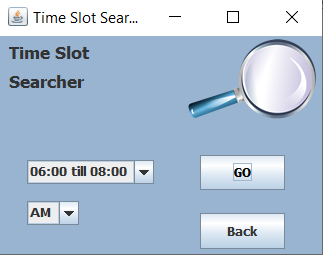 Time Slot Sear...
Time Slot
Searcher
06:00 till 08:00
GO
AM
Back